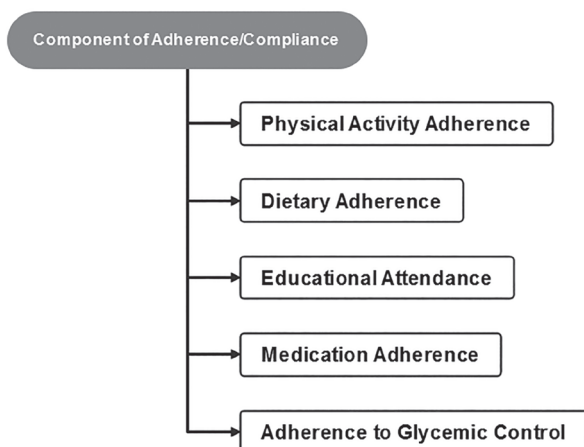 Component of Adherence/Compliance
Physical Activity Adherence
Dietary Adherence
Educational Attendance
Medication Adherence
Adherence to Glycemic Control